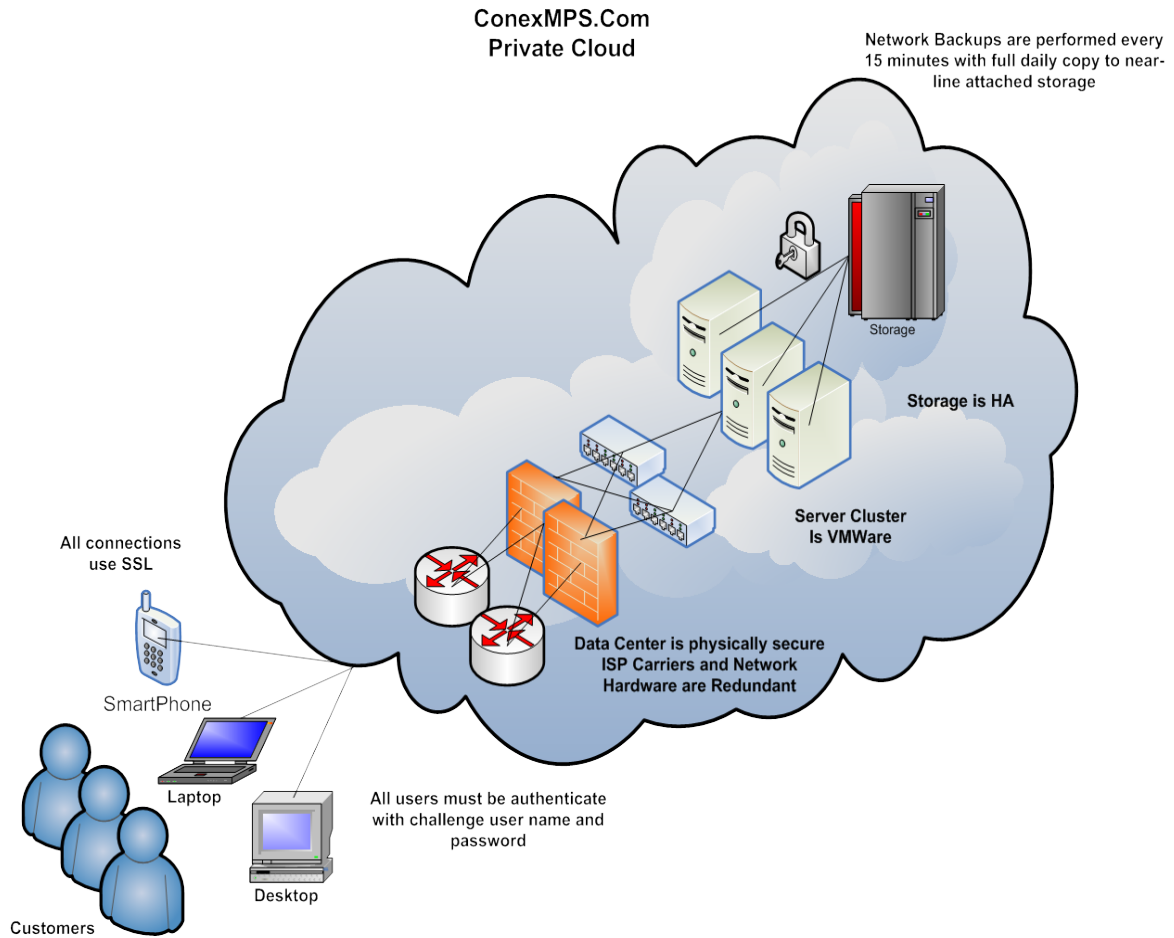 ConexMPS.Com
Private Cloud
Network Backups are performed every
15 minutes with full daily copy to near-
line attached storage
Storage
Storage is HA
Server Cluster
Is VMWare
Data Center is physically secure
ISP Carriers and Network
Hardware are Redundant
All connections
use SSL
SmartPhone
Laptop
Desktop
All users must be authenticate
with challenge user name and
password
Customers